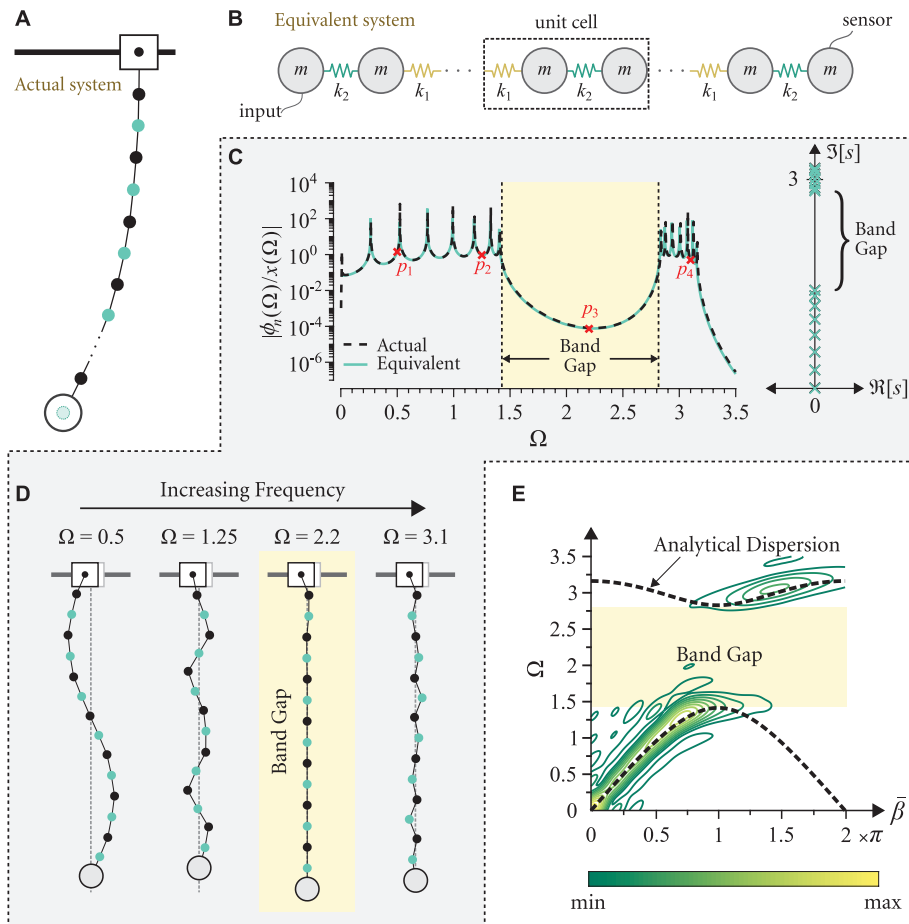 A
Actual system
B
Equivalent system
unit cell
sensor
m
m
m
m
m
m
k2
k1
k1
k2
k1
k2
input
C
|ϕn(Ω)/x(Ω)|
10^4
10^2
10^0
10^-2
10^-4
10^-6
p1
p2
p3
p4
Actual
Equivalent
Band
Gap
0
0.5
1
1.5
2
2.5
3
3.5
Ω
ℑ[s]
3
Band
Gap
0
ℜ[s]
D
Increasing Frequency
Ω = 0.5
Ω = 1.25
Ω = 2.2
Ω = 3.1
Band Gap
E
Analytical Dispersion
Ω
3.5
3
2.5
2
1.5
1
0.5
0
Band Gap
0
0.5
1
1.5
2 ×π
β̄
min
max